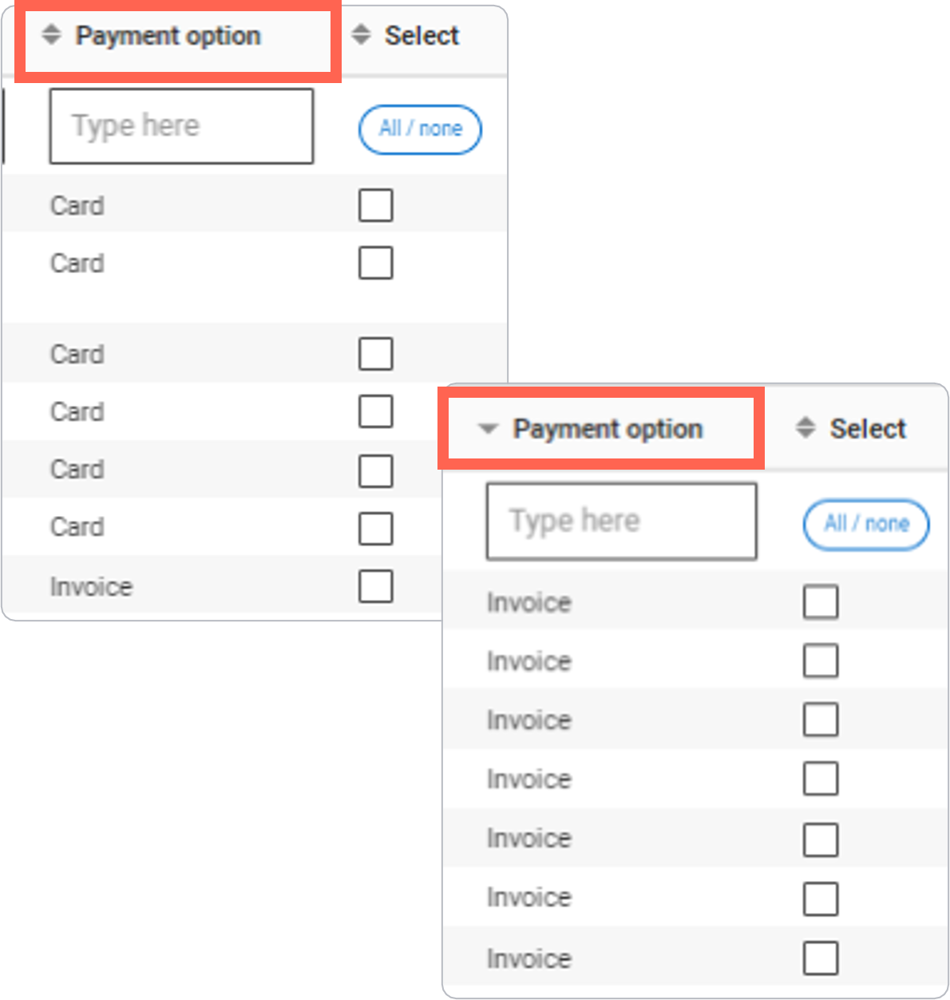 Payment option Select
Type here All / none
Card
Card
Card
Card
Card
Card
Invoice
Payment option Select
Type here All / none
Invoice
Invoice
Invoice
Invoice
Invoice
Invoice
Invoice